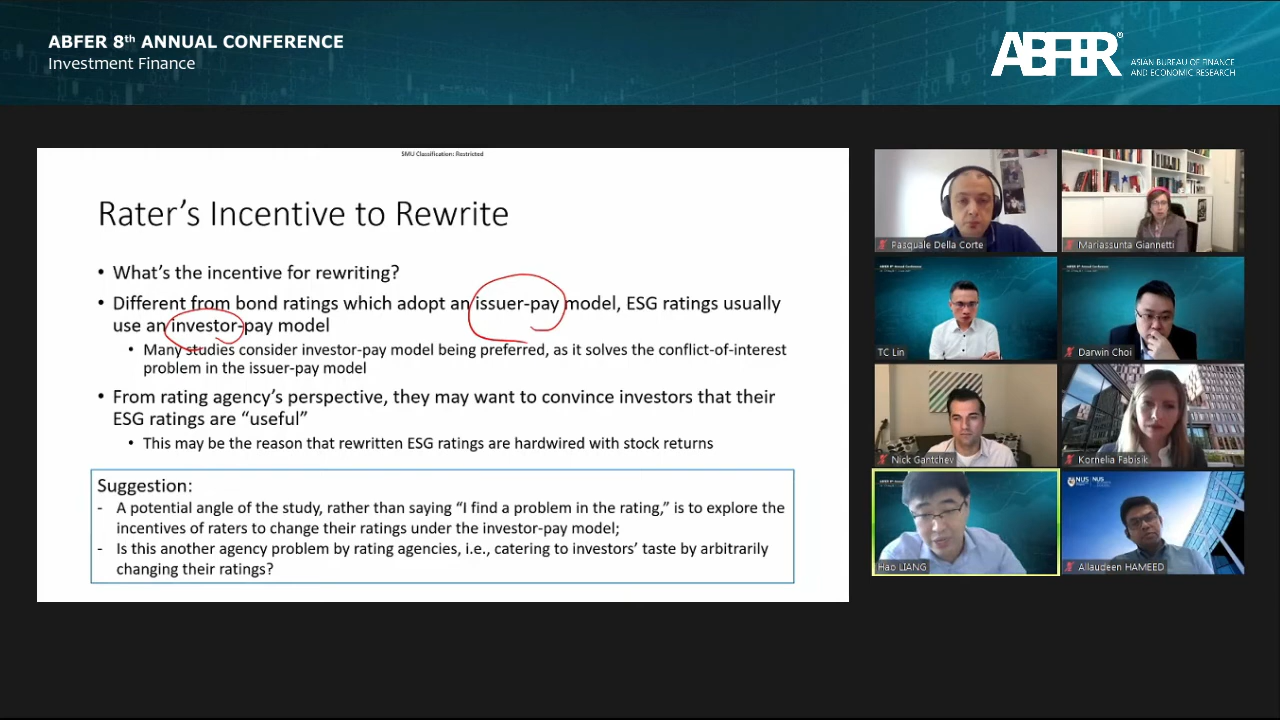 ABFER 8th ANNUAL CONFERENCE
Investment Finance
ABFER®
ASIAN BUREAU OF FINANCE
AND ECONOMIC RESEARCH
SMU Classification: Restricted
Rater's Incentive to Rewrite
• What's the incentive for rewriting?
• Different from bond ratings which adopt an issuer-pay model, ESG ratings usually
use an investor-pay model
• Many studies consider investor-pay model being preferred, as it solves the conflict-of-interest
problem in the issuer-pay model
• From rating agency's perspective, they may want to convince investors that their
ESG ratings are "useful"
• This may be the reason that rewritten ESG ratings are hardwired with stock returns
Suggestion:
- A potential angle of the study, rather than saying "I find a problem in the rating," is to explore the
incentives of raters to change their ratings under the investor-pay model;
- Is this another agency problem by rating agencies, i.e., catering to investors' taste by arbitrarily
changing their ratings?
Pasquale Della Corte
Mariassunta Giannetti
TC Lin
Darwin Choi
Nick Gantchev
Kornelia Fabisik
Hao LIANG
NUS
NUS
Allaudeen HAMEED